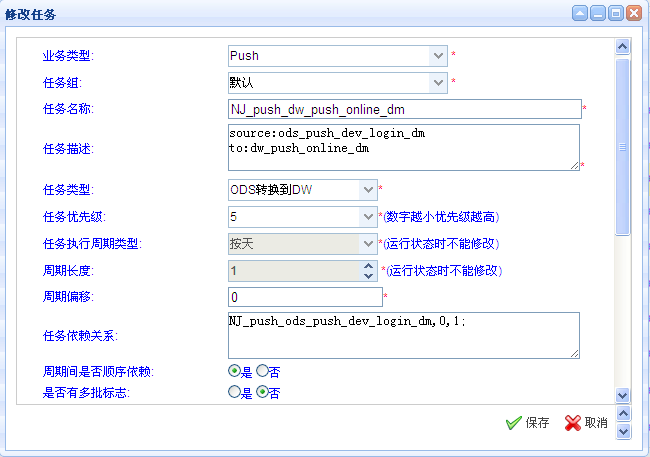 修改任务
业务类型: Push *
任务组: 默认 *
任务名称: NJ_push_dw_push_online_dm *
任务描述: source:ods_push_dev_login_dm
to:dw_push_online_dm *
任务类型: ODS转换到DW *
任务优先级: 5 *(数字越小优先级越高)
任务执行周期类型: 按天 *(运行状态时不能修改)
周期长度: 1 *(运行状态时不能修改)
周期偏移: 0 *
任务依赖关系: NJ_push_ods_push_dev_login_dm,0,1;
周期间是否顺序依赖: 是 否
是否有多批标志: 是 否
保存 取消